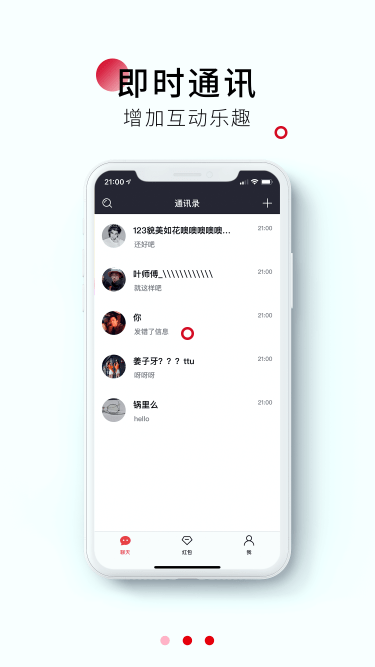 即时通讯
增加互动乐趣
21:00
通讯录
123貌美如花噢噢噢噢噢... 21:00
还好吧
叶师傅_\\\\\\\\\\\\ 21:00
就这样吧
你 21:00
发错了信息
姜子牙？？？ttu 21:00
呀呀呀
锅里么 21:00
hello
聊天 红包 我